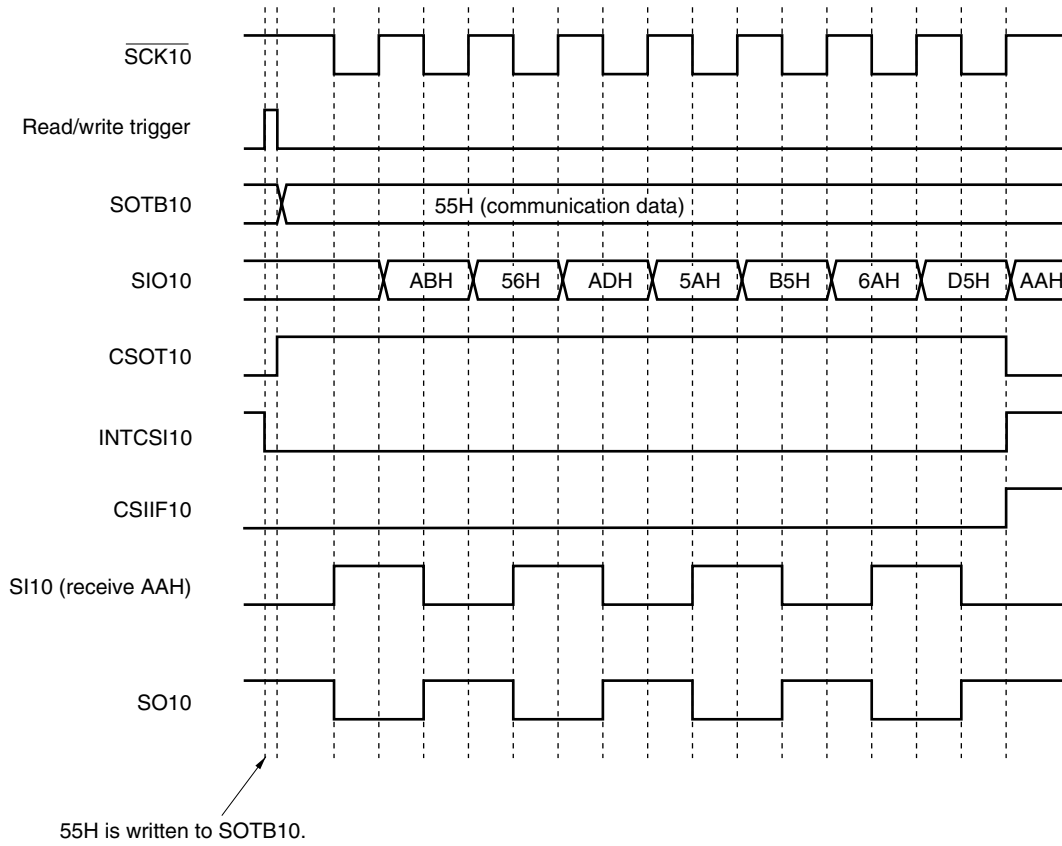 SCK10
Read/write trigger
SOTB10
55H (communication data)
SIO10
ABH 56H ADH 5AH B5H 6AH D5H AAH
CSOT10
INTCSI10
CSIIF10
SI10 (receive AAH)
SO10
55H is written to SOTB10.